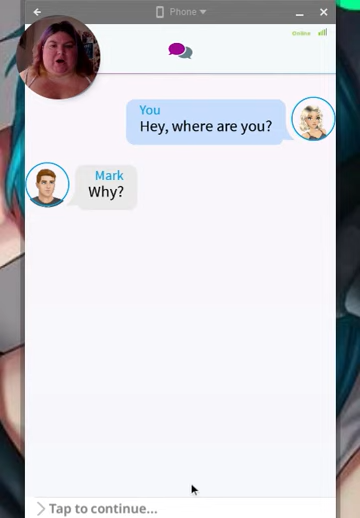 Phone
Online
You
Hey, where are you?
Mark
Why?
Tap to continue...